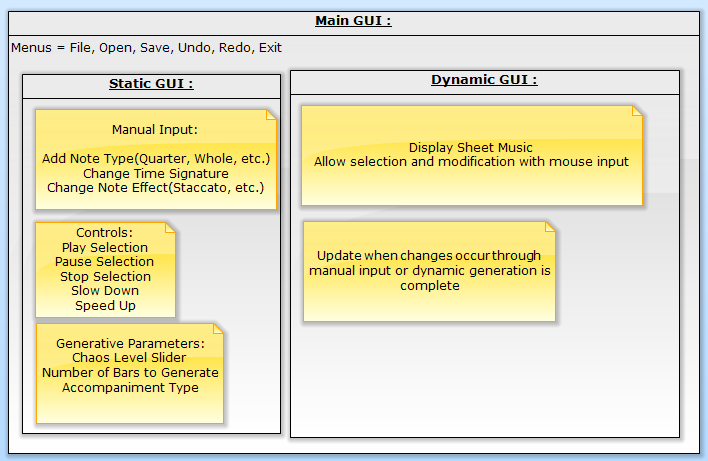 Main GUI :
Menus = File, Open, Save, Undo, Redo, Exit
Static GUI :
Manual Input:
Add Note Type(Quarter, Whole, etc.)
Change Time Signature
Change Note Effect(Staccato, etc.)
Controls:
Play Selection
Pause Selection
Stop Selection
Slow Down
Speed Up
Generative Parameters:
Chaos Level Slider
Number of Bars to Generate
Accompaniment Type
Dynamic GUI :
Display Sheet Music
Allow selection and modification with mouse input
Update when changes occur through
manual input or dynamic generation is
complete